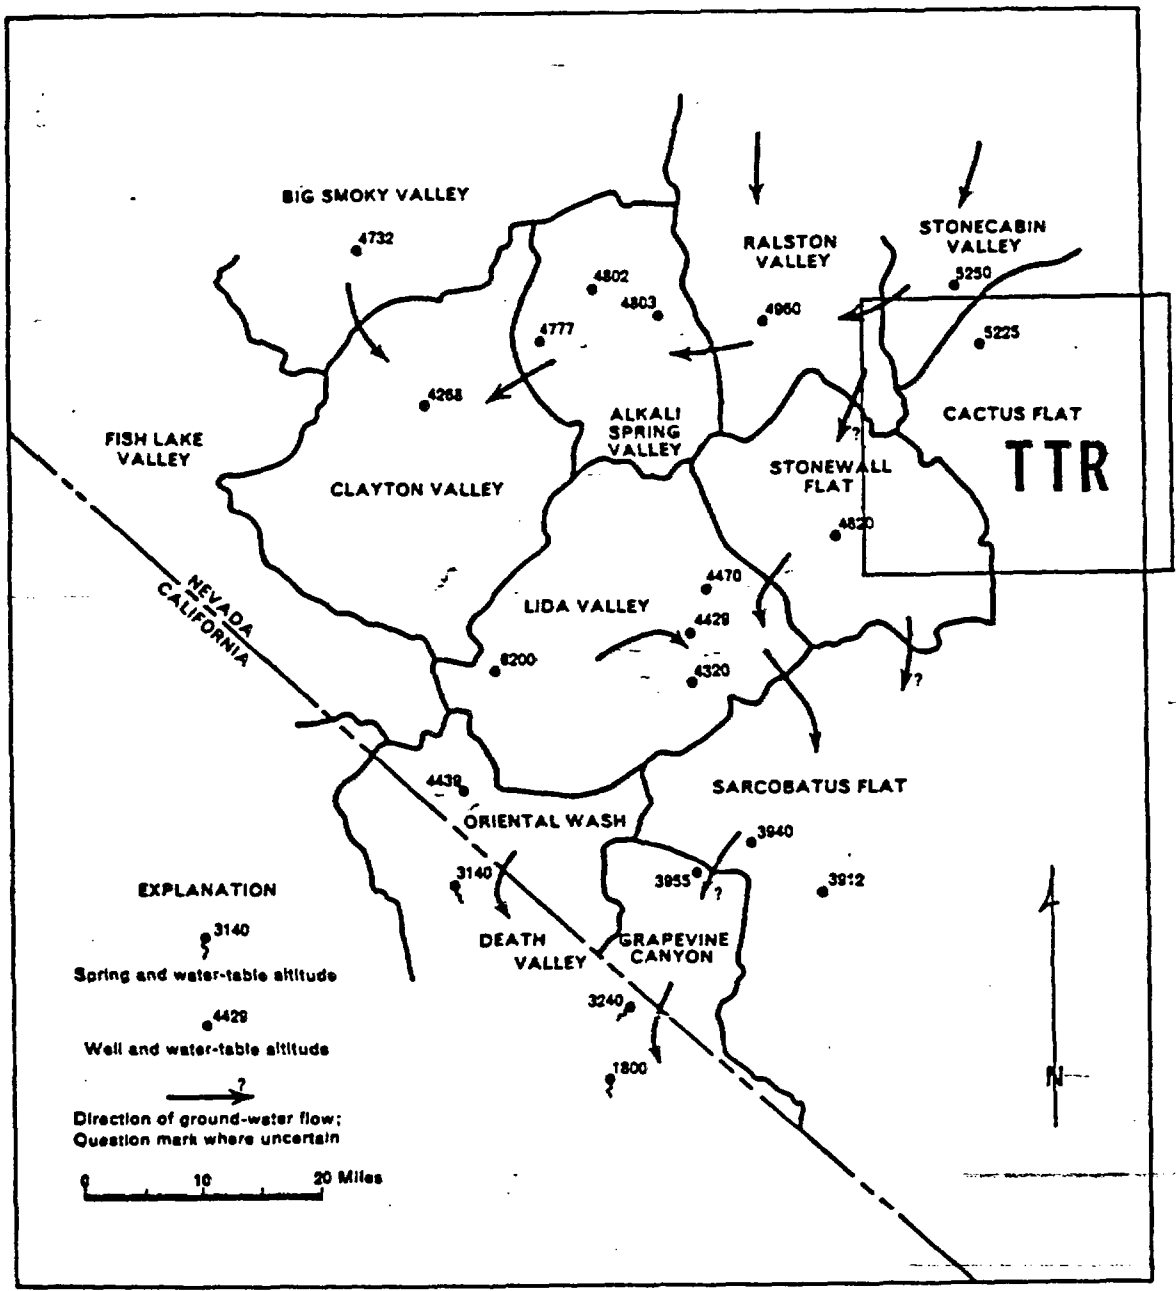 BIG SMOKY VALLEY
4732
STONECABIN
VALLEY
RALSTON
VALLEY
5250
4802
4803
4960
4777
5225
4268
ALKALI
SPRING
VALLEY
CACTUS FLAT
TTR
FISH LAKE
VALLEY
CLAYTON VALLEY
?
STONEWALL
FLAT
4820
NEVADA
CALIFORNIA
LIDA VALLEY
4470
4429
6200
4320
?
4439
SARCOBATUS FLAT
ORIENTAL WASH
3940
3140
3955
?
3912
EXPLANATION
3140
Spring and water-table altitude
4429
Well and water-table altitude
?
Direction of ground-water flow;
Question mark where uncertain
0 10 20 Miles
DEATH
VALLEY
GRAPEVINE
CANYON
3240
1800
N